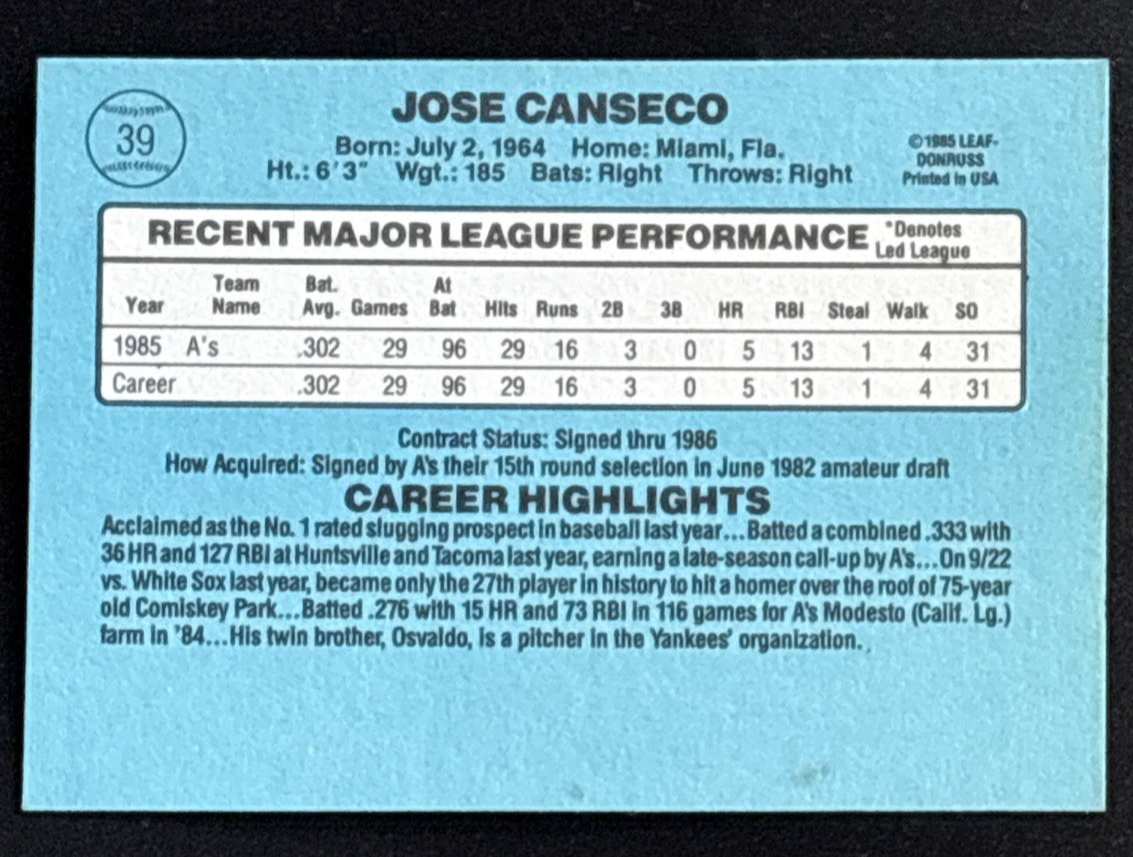 39
JOSE CANSECO
Born: July 2, 1964 Home: Miami, Fla.
Ht.: 6'3" Wgt.: 185 Bats: Right Throws: Right
©1985 LEAF-
DONRUSS
Printed in USA
RECENT MAJOR LEAGUE PERFORMANCE
*Denotes
Led League
Year Team Name Bat. Avg. Games At Bat Hits Runs 2B 3B HR RBI Steal Walk SO
1985 A's .302 29 96 29 16 3 0 5 13 1 4 31
Career .302 29 96 29 16 3 0 5 13 1 4 31
Contract Status: Signed thru 1986
How Acquired: Signed by A's their 15th round selection in June 1982 amateur draft
CAREER HIGHLIGHTS
Acclaimed as the No. 1 rated slugging prospect in baseball last year...Batted a combined .333 with
36 HR and 127 RBI at Huntsville and Tacoma last year, earning a late-season call-up by A's...On 9/22
vs. White Sox last year, became only the 27th player in history to hit a homer over the roof of 75-year
old Comiskey Park...Batted .276 with 15 HR and 73 RBI in 116 games for A's Modesto (Calif. Lg.)
farm in '84...His twin brother, Osvaldo, is a pitcher in the Yankees' organization.